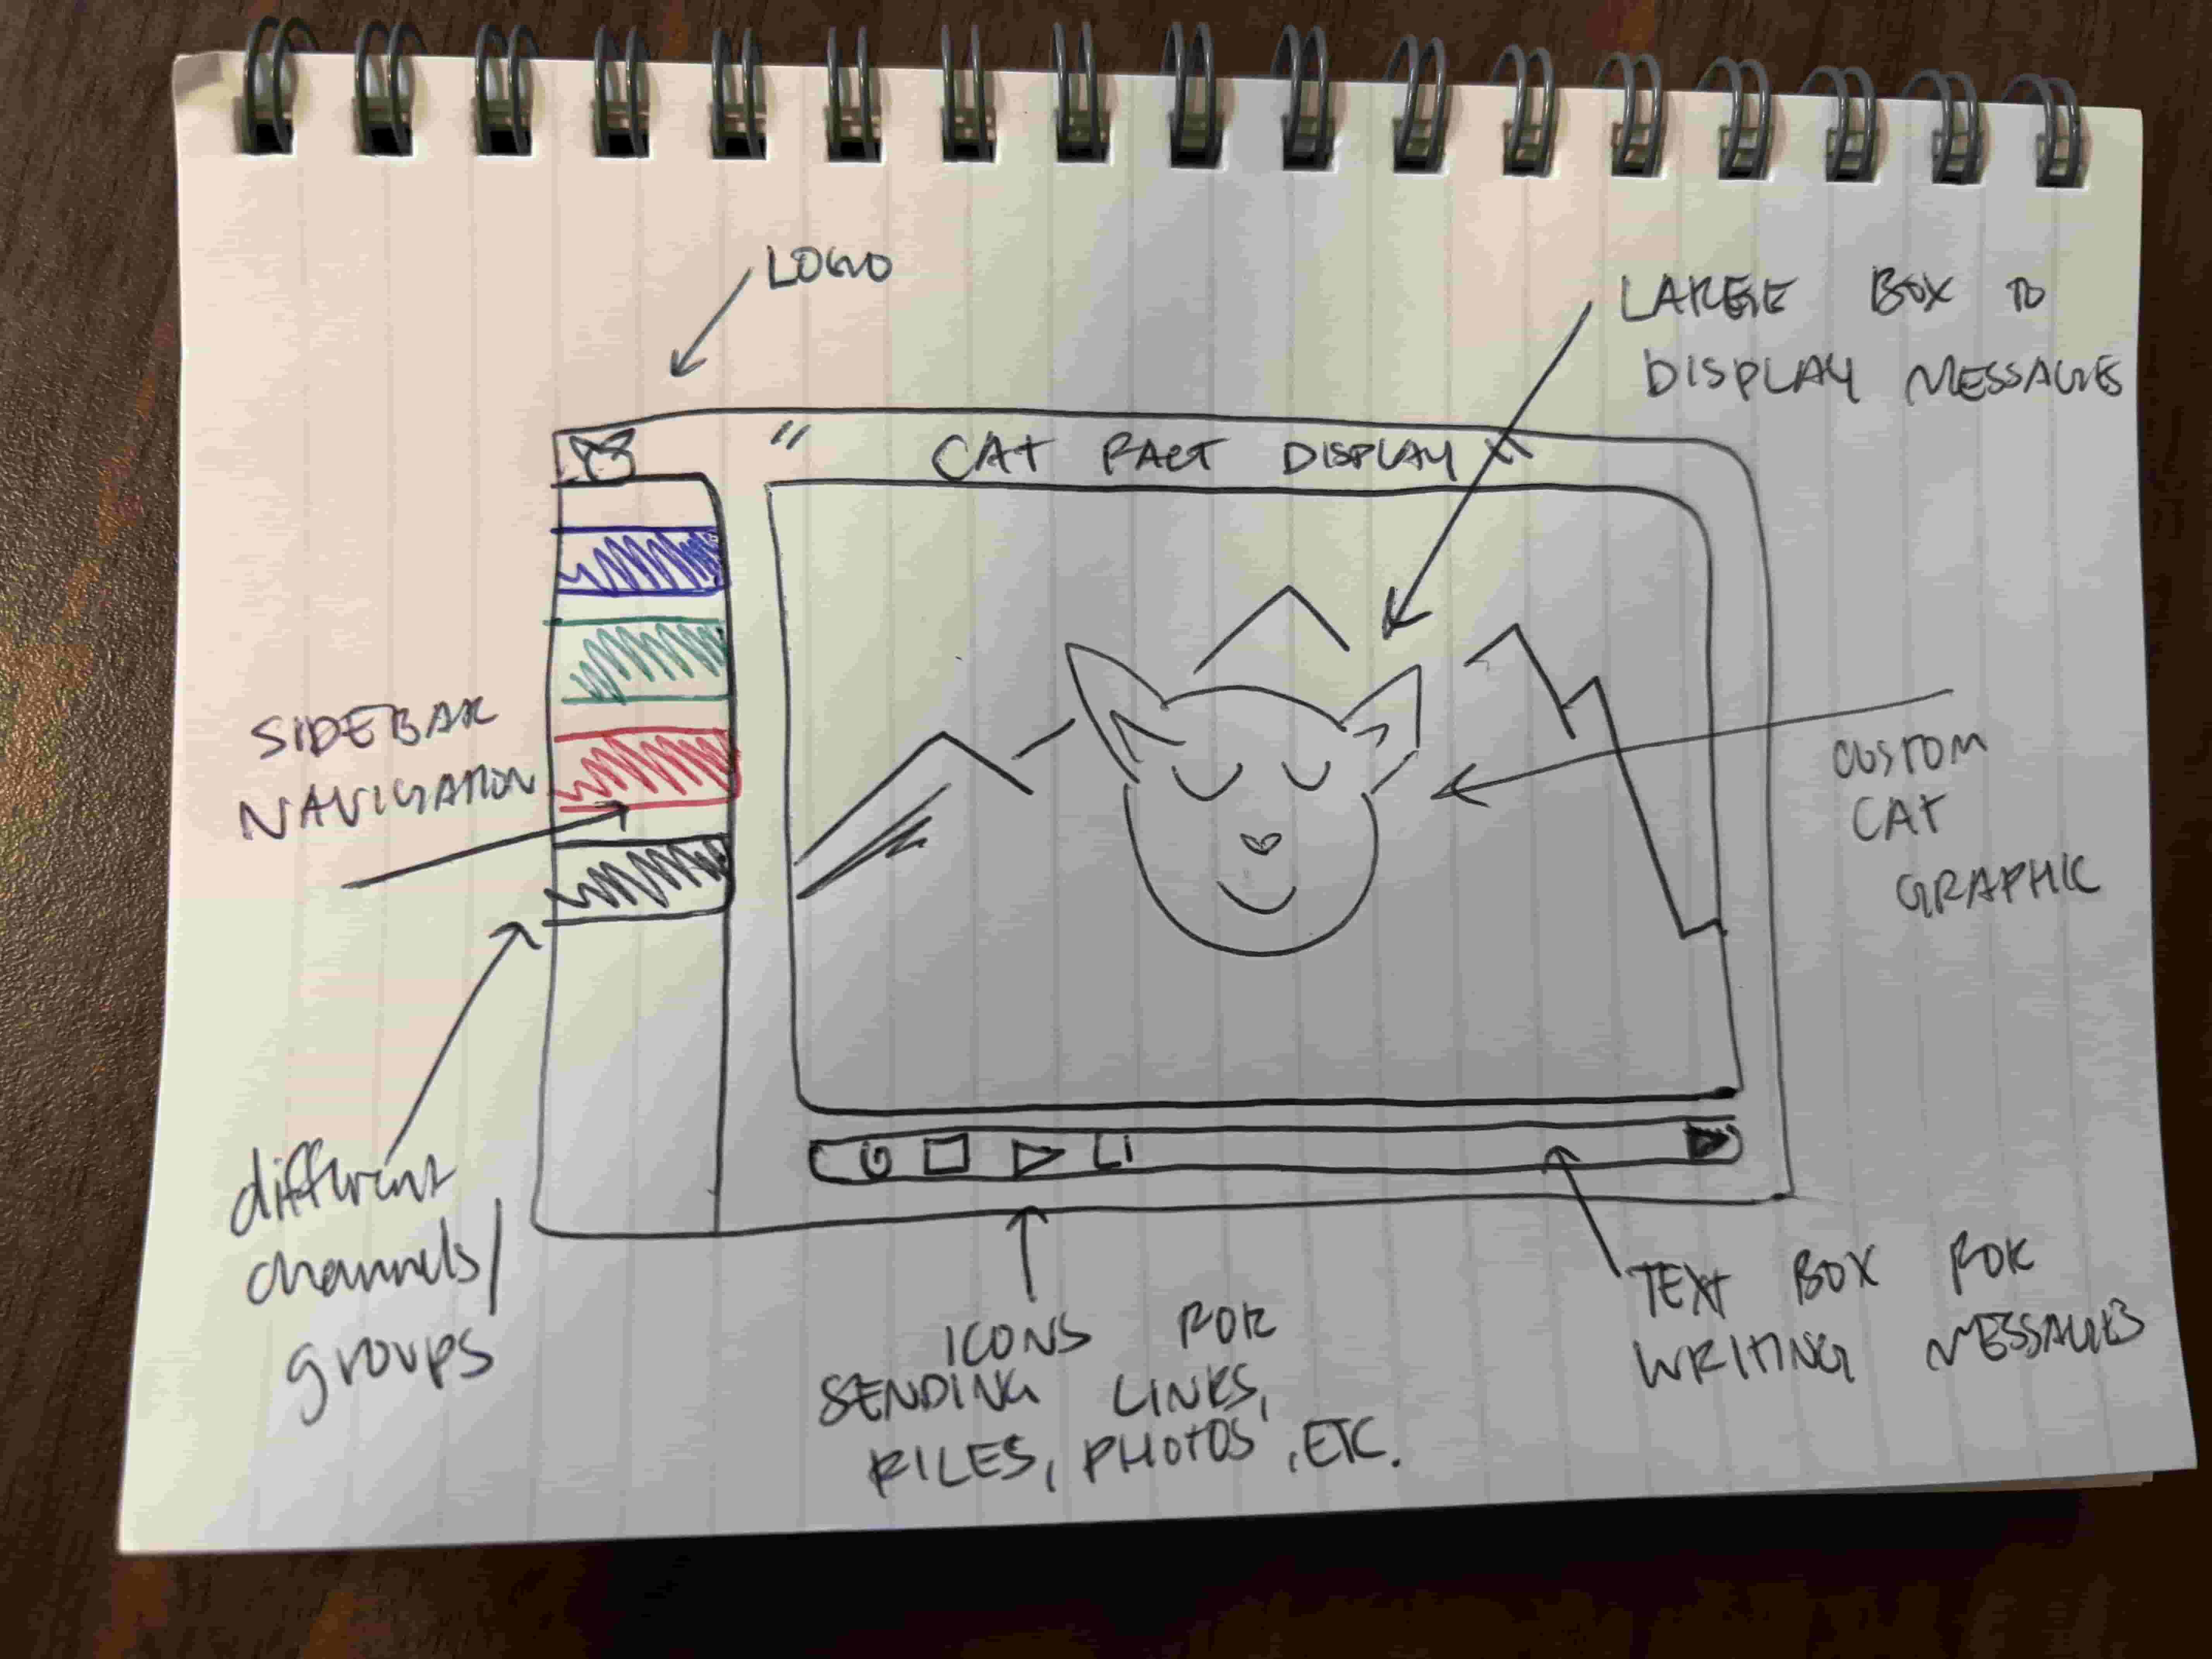 LOGO
LARGE BOX TO
DISPLAY MESSAGES
" CAT FACT DISPLAY "
SIDEBAR
NAVIGATION
CUSTOM
CAT
GRAPHIC
different
channels/
groups
ICONS FOR
SENDING LINKS,
FILES, PHOTOS, ETC.
TEXT BOX FOR
WRITING MESSAGES